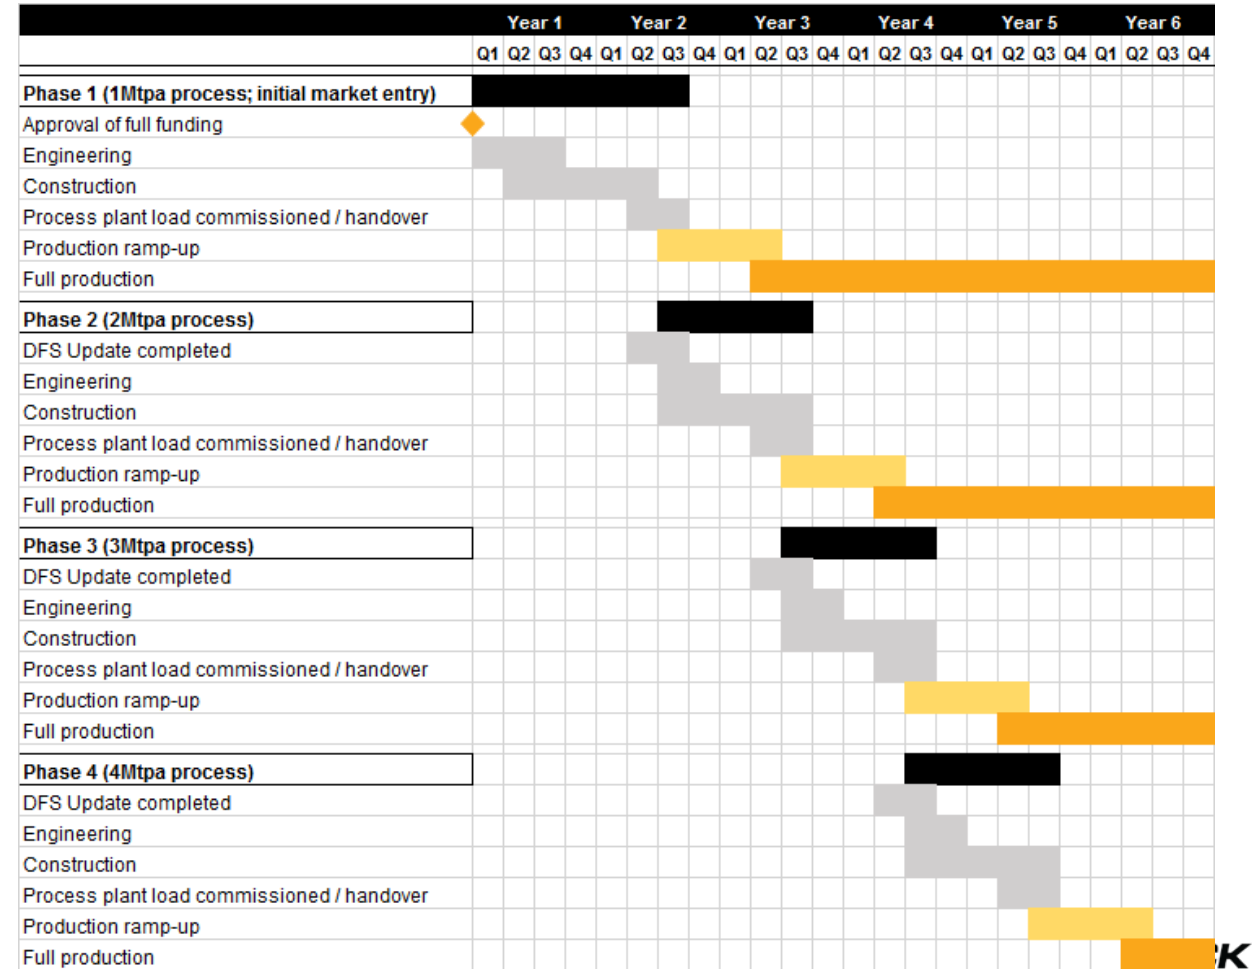 Year 1 Year 2 Year 3 Year 4 Year 5 Year 6
Q1 Q2 Q3 Q4 Q1 Q2 Q3 Q4 Q1 Q2 Q3 Q4 Q1 Q2 Q3 Q4 Q1 Q2 Q3 Q4 Q1 Q2 Q3 Q4
Phase 1 (1Mtpa process; initial market entry)
Approval of full funding
Engineering
Construction
Process plant load commissioned / handover
Production ramp-up
Full production
Phase 2 (2Mtpa process)
DFS Update completed
Engineering
Construction
Process plant load commissioned / handover
Production ramp-up
Full production
Phase 3 (3Mtpa process)
DFS Update completed
Engineering
Construction
Process plant load commissioned / handover
Production ramp-up
Full production
Phase 4 (4Mtpa process)
DFS Update completed
Engineering
Construction
Process plant load commissioned / handover
Production ramp-up
Full production